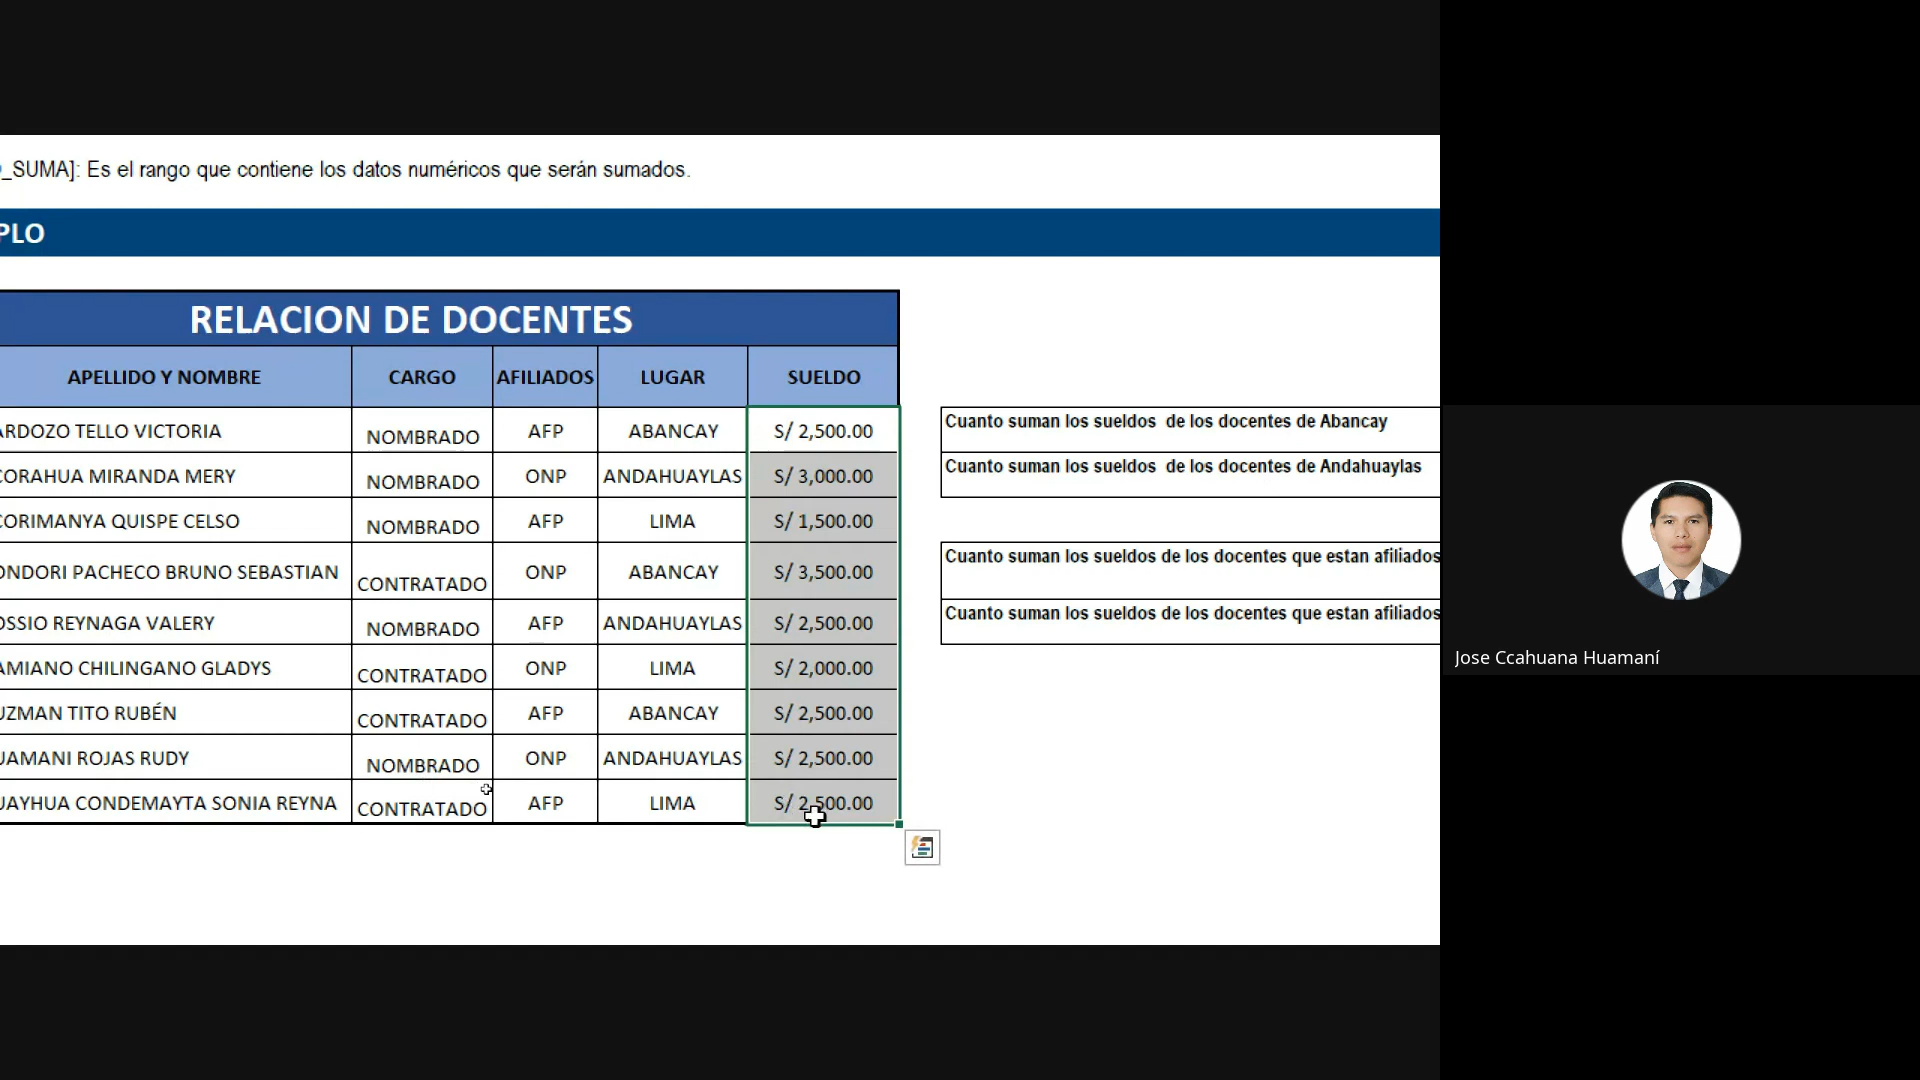 _SUMA]: Es el rango que contiene los datos numéricos que serán sumados.
PLO
RELACION DE DOCENTES
APELLIDO Y NOMBRE CARGO AFILIADOS LUGAR SUELDO
ARDOZO TELLO VICTORIA NOMBRADO AFP ABANCAY S/ 2,500.00
CORAHUA MIRANDA MERY NOMBRADO ONP ANDAHUAYLAS S/ 3,000.00
CORIMANYA QUISPE CELSO NOMBRADO AFP LIMA S/ 1,500.00
ONDORI PACHECO BRUNO SEBASTIAN CONTRATADO ONP ABANCAY S/ 3,500.00
OSSIO REYNAGA VALERY NOMBRADO AFP ANDAHUAYLAS S/ 2,500.00
AMIANO CHILINGANO GLADYS CONTRATADO ONP LIMA S/ 2,000.00
UZMAN TITO RUBÉN CONTRATADO AFP ABANCAY S/ 2,500.00
UAMANI ROJAS RUDY NOMBRADO ONP ANDAHUAYLAS S/ 2,500.00
UAYHUA CONDEMAYTA SONIA REYNA CONTRATADO AFP LIMA S/ 2,500.00
Cuanto suman los sueldos de los docentes de Abancay
Cuanto suman los sueldos de los docentes de Andahuaylas
Cuanto suman los sueldos de los docentes que estan afiliados
Cuanto suman los sueldos de los docentes que estan afiliados
Jose Ccahuana Huamaní